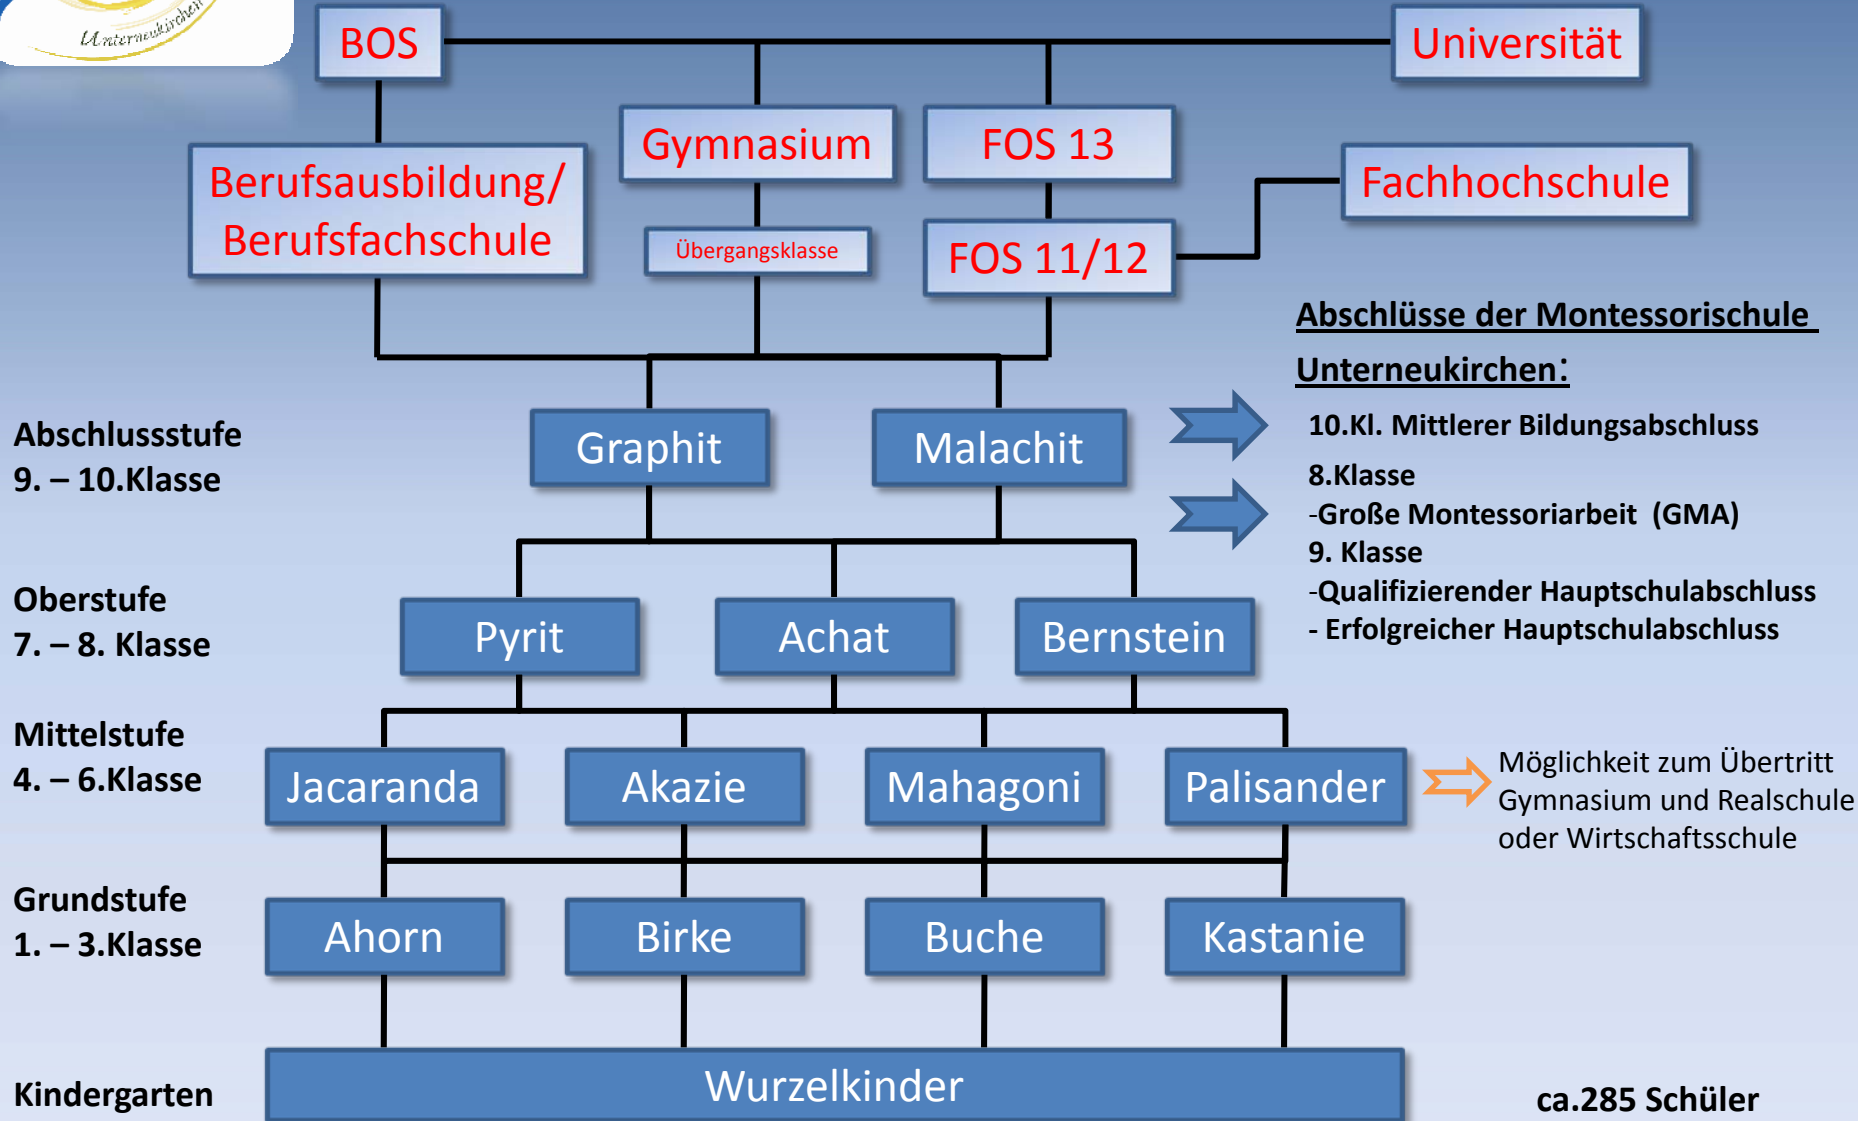 Unterneukirchen
BOS
Universität
Gymnasium
FOS 13
Berufsausbildung/
Berufsfachschule
Fachhochschule
Übergangsklasse
FOS 11/12
Abschlüsse der Montessorischule
Unterneukirchen:
Abschlussstufe
9. – 10.Klasse
Graphit
Malachit
10.Kl. Mittlerer Bildungsabschluss
8.Klasse
-Große Montessoriarbeit (GMA)
9. Klasse
-Qualifizierender Hauptschulabschluss
- Erfolgreicher Hauptschulabschluss
Oberstufe
7. – 8. Klasse
Pyrit
Achat
Bernstein
Mittelstufe
4. – 6.Klasse
Jacaranda
Akazie
Mahagoni
Palisander
Möglichkeit zum Übertritt
Gymnasium und Realschule
oder Wirtschaftsschule
Grundstufe
1. – 3.Klasse
Ahorn
Birke
Buche
Kastanie
Kindergarten
Wurzelkinder
ca.285 Schüler